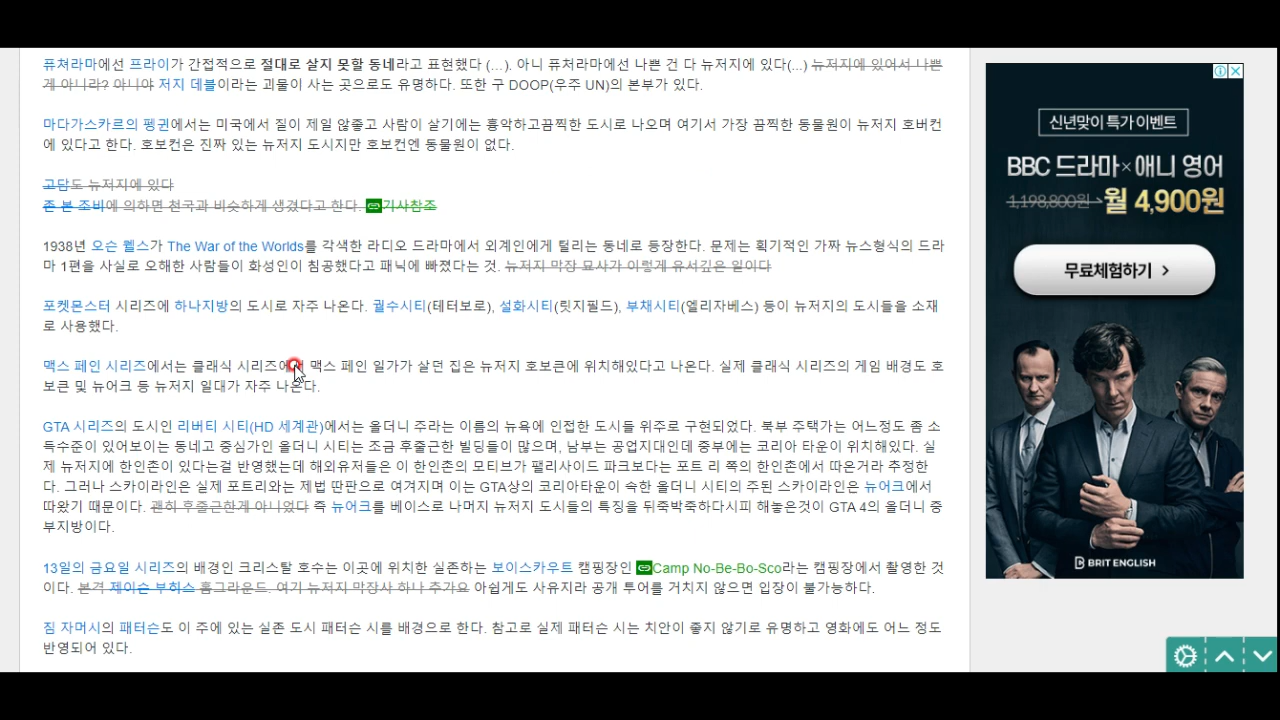 퓨쳐라마에선 프라이가 간접적으로 절대로 살지 못할 동네라고 표현했다 (...). 아니 퓨처라마에선 나쁜 건 다 뉴저지에 있다(...) 뉴저지에 있어서 나쁜
게 아니라? 아니야 저지 데블이라는 괴물이 사는 곳으로도 유명하다. 또한 구 DOOP(우주 UN)의 본부가 있다.
마다가스카르의 펭귄에서는 미국에서 질이 제일 않좋고 사람이 살기에는 흉악하고끔찍한 도시로 나오며 여기서 가장 끔찍한 동물원이 뉴저지 호버컨
에 있다고 한다. 호보컨은 진짜 있는 뉴저지 도시지만 호보컨엔 동물원이 없다.
고담도 뉴저지에 있다
존 본 조비에 의하면 천국과 비슷하게 생겼다고 한다. 기사참조
1938년 오슨 웰스가 The War of the Worlds를 각색한 라디오 드라마에서 외계인에게 털리는 동네로 등장한다. 문제는 획기적인 가짜 뉴스형식의 드라
마 1편을 사실로 오해한 사람들이 화성인이 침공했다고 패닉에 빠졌다는 것. 뉴저지 막장 묘사가 이렇게 유서깊은 일이다
포켓몬스터 시리즈에 하나지방의 도시로 자주 나온다. 궐수시티(테터보로), 설화시티(릿지필드), 부채시티(엘리자베스) 등이 뉴저지의 도시들을 소재
로 사용했다.
맥스 페인 시리즈에서는 클래식 시리즈에서 맥스 페인 일가가 살던 집은 뉴저지 호보큰에 위치해있다고 나온다. 실제 클래식 시리즈의 게임 배경도 호
보큰 및 뉴어크 등 뉴저지 일대가 자주 나온다.
GTA 시리즈의 도시인 리버티 시티(HD 세계관)에서는 올더니 주라는 이름의 뉴욕에 인접한 도시들 위주로 구현되었다. 북부 주택가는 어느정도 좀 소
득수준이 있어보이는 동네고 중심가인 올더니 시티는 조금 후줄근한 빌딩들이 많으며, 남부는 공업지대인데 중부에는 코리아 타운이 위치해있다. 실
제 뉴저지에 한인촌이 있다는걸 반영했는데 해외유저들은 이 한인촌의 모티브가 팰리사이드 파크보다는 포트 리 쪽의 한인촌에서 따온거라 추정한
다. 그러나 스카이라인은 실제 포트리와는 제법 딴판으로 여겨지며 이는 GTA상의 코리아타운이 속한 올더니 시티의 주된 스카이라인은 뉴어크에서
따왔기 때문이다. 괜히 후줄근한게 아니었다 즉 뉴어크를 베이스로 나머지 뉴저지 도시들의 특징을 뒤죽박죽하다시피 해놓은것이 GTA 4의 올더니 중
부지방이다.
13일의 금요일 시리즈의 배경인 크리스탈 호수는 이곳에 위치한 실존하는 보이스카우트 캠핑장인 Camp No-Be-Bo-Sco라는 캠핑장에서 촬영한 것
이다. 본격 제이슨 부히스 홈그라운드. 여기 뉴저지 막장사 하나 추가요 아쉽게도 사유지라 공개 투어를 거치지 않으면 입장이 불가능하다.
짐 자머시의 패터슨도 이 주에 있는 실존 도시 패터슨 시를 배경으로 한다. 참고로 실제 패터슨 시는 치안이 좋지 않기로 유명하고 영화에도 어느 정도
반영되어 있다.
신년맞이 특가 이벤트
BBC 드라마×애니 영어
1,198,800원 월 4,900원
무료체험하기 >
BRIT ENGLISH